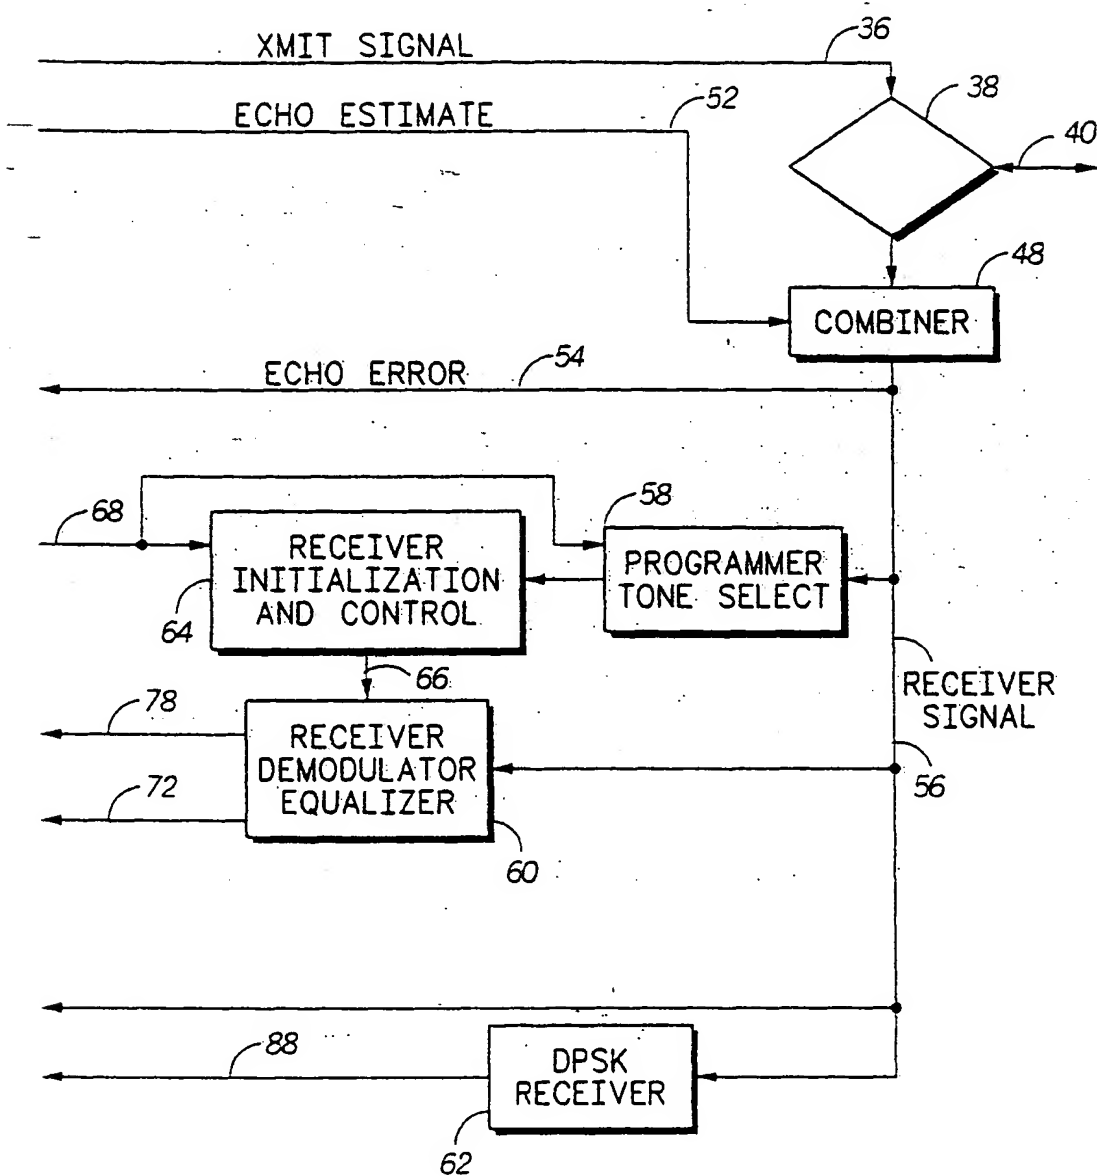 XMIT SIGNAL
36
ECHO ESTIMATE
52
38
40
48
COMBINER
ECHO ERROR
54
68
58
RECEIVER
INITIALIZATION
AND CONTROL
PROGRAMMER
TONE SELECT
64
66
RECEIVER
SIGNAL
78
RECEIVER
DEMODULATOR
EQUALIZER
72
56
60
88
DPSK
RECEIVER
62